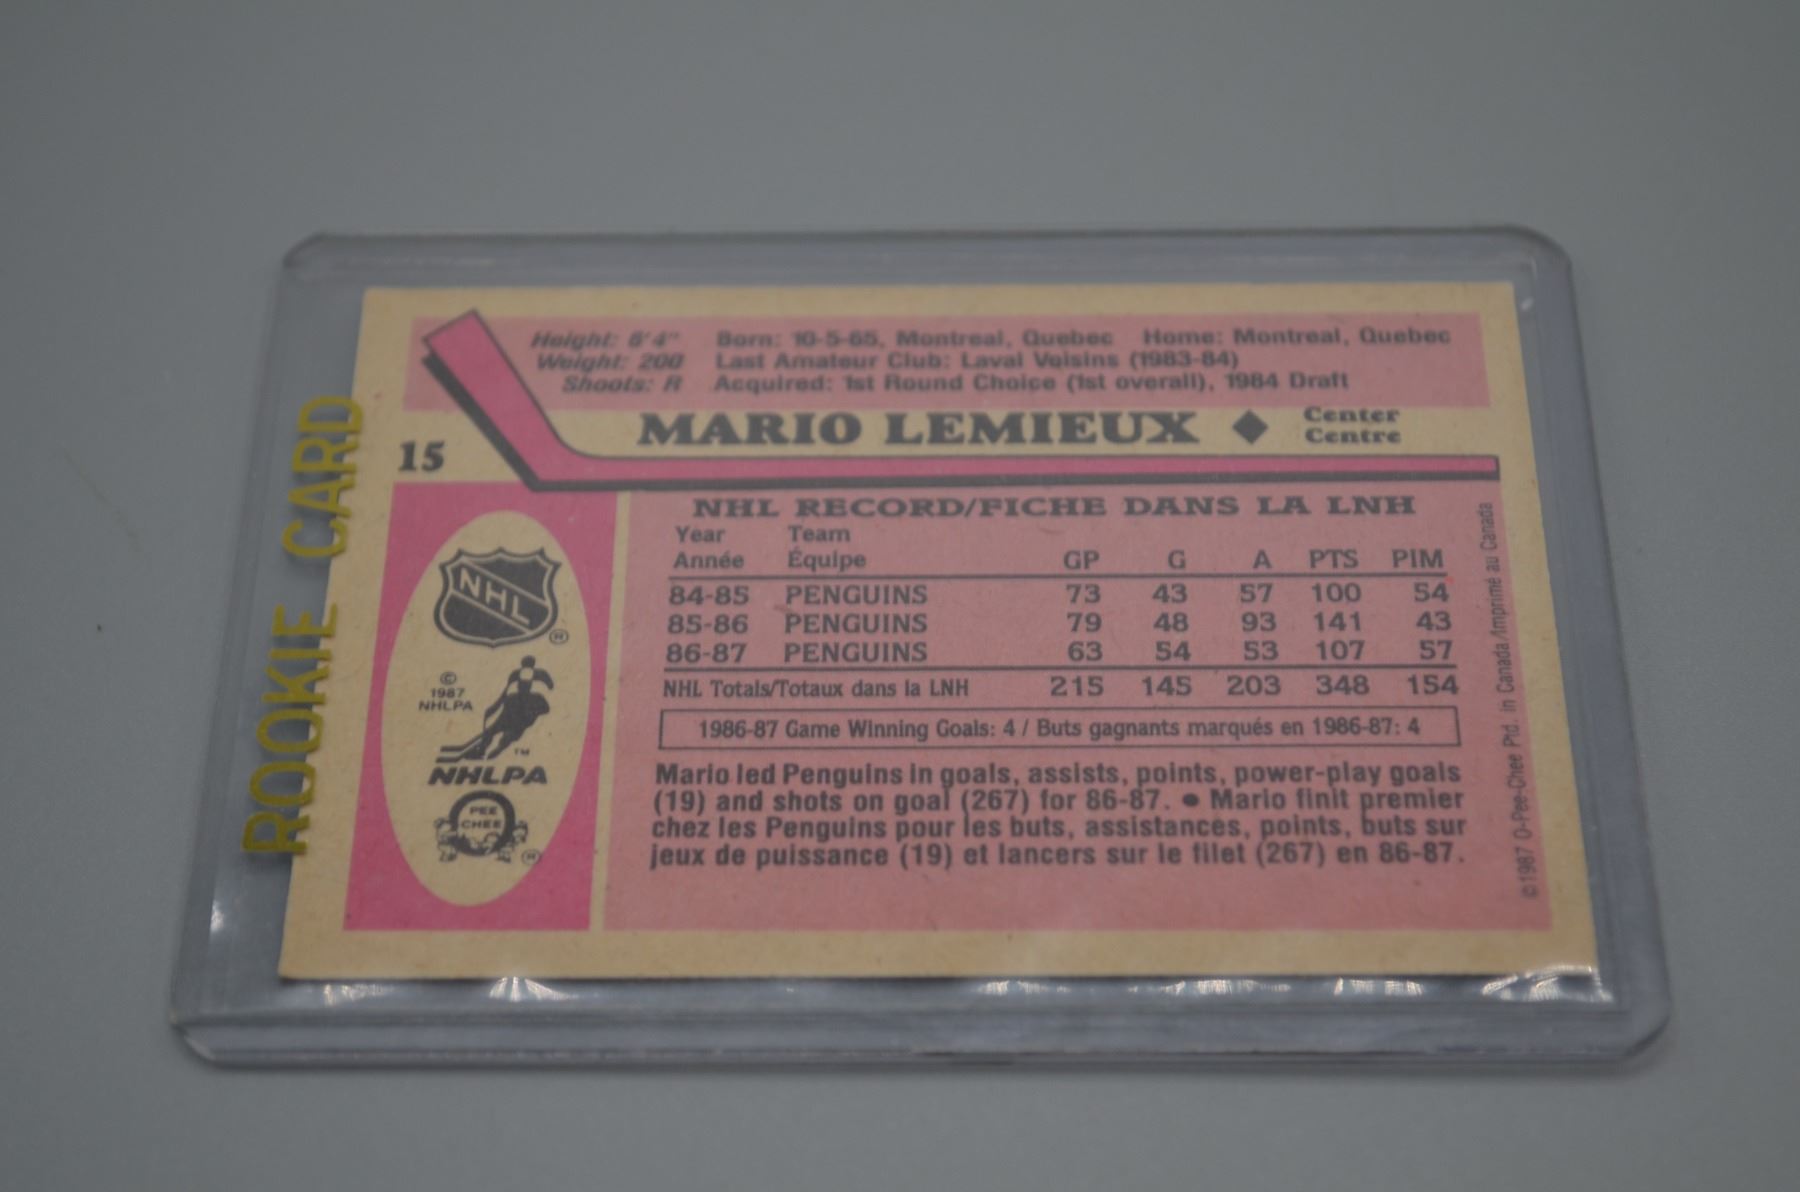 Height: 6'4" Born: 10-5-65, Montreal, Quebec Home: Montreal, Quebec
Weight: 200 Last Amateur Club: Laval Voisins (1983-84)
Shoots: R Acquired: 1st Round Choice (1st overall), 1984 Draft
MARIO LEMIEUX ◆ Center
Centre
15
ROOKIE CARD
NHL RECORD/FICHE DANS LA LNH
Year Team
Année Équipe GP G A PTS PIM
84-85 PENGUINS 73 43 57 100 54
85-86 PENGUINS 79 48 93 141 43
86-87 PENGUINS 63 54 53 107 57
NHL Totals/Totaux dans la LNH 215 145 203 348 154
1986-87 Game Winning Goals: 4 / Buts gagnants marqués en 1986-87: 4
Mario led Penguins in goals, assists, points, power-play goals
(19) and shots on goal (267) for 86-87. ● Mario finit premier
chez les Penguins pour les buts, assistances, points, buts sur
jeux de puissance (19) et lancers sur le filet (267) en 86-87.
NHL
®
©
1987
NHLPA
TM
NHLPA
PEE
CHEE
®
©1987 O-Pee-Chee Ptd. in Canada/Imprimé au Canada